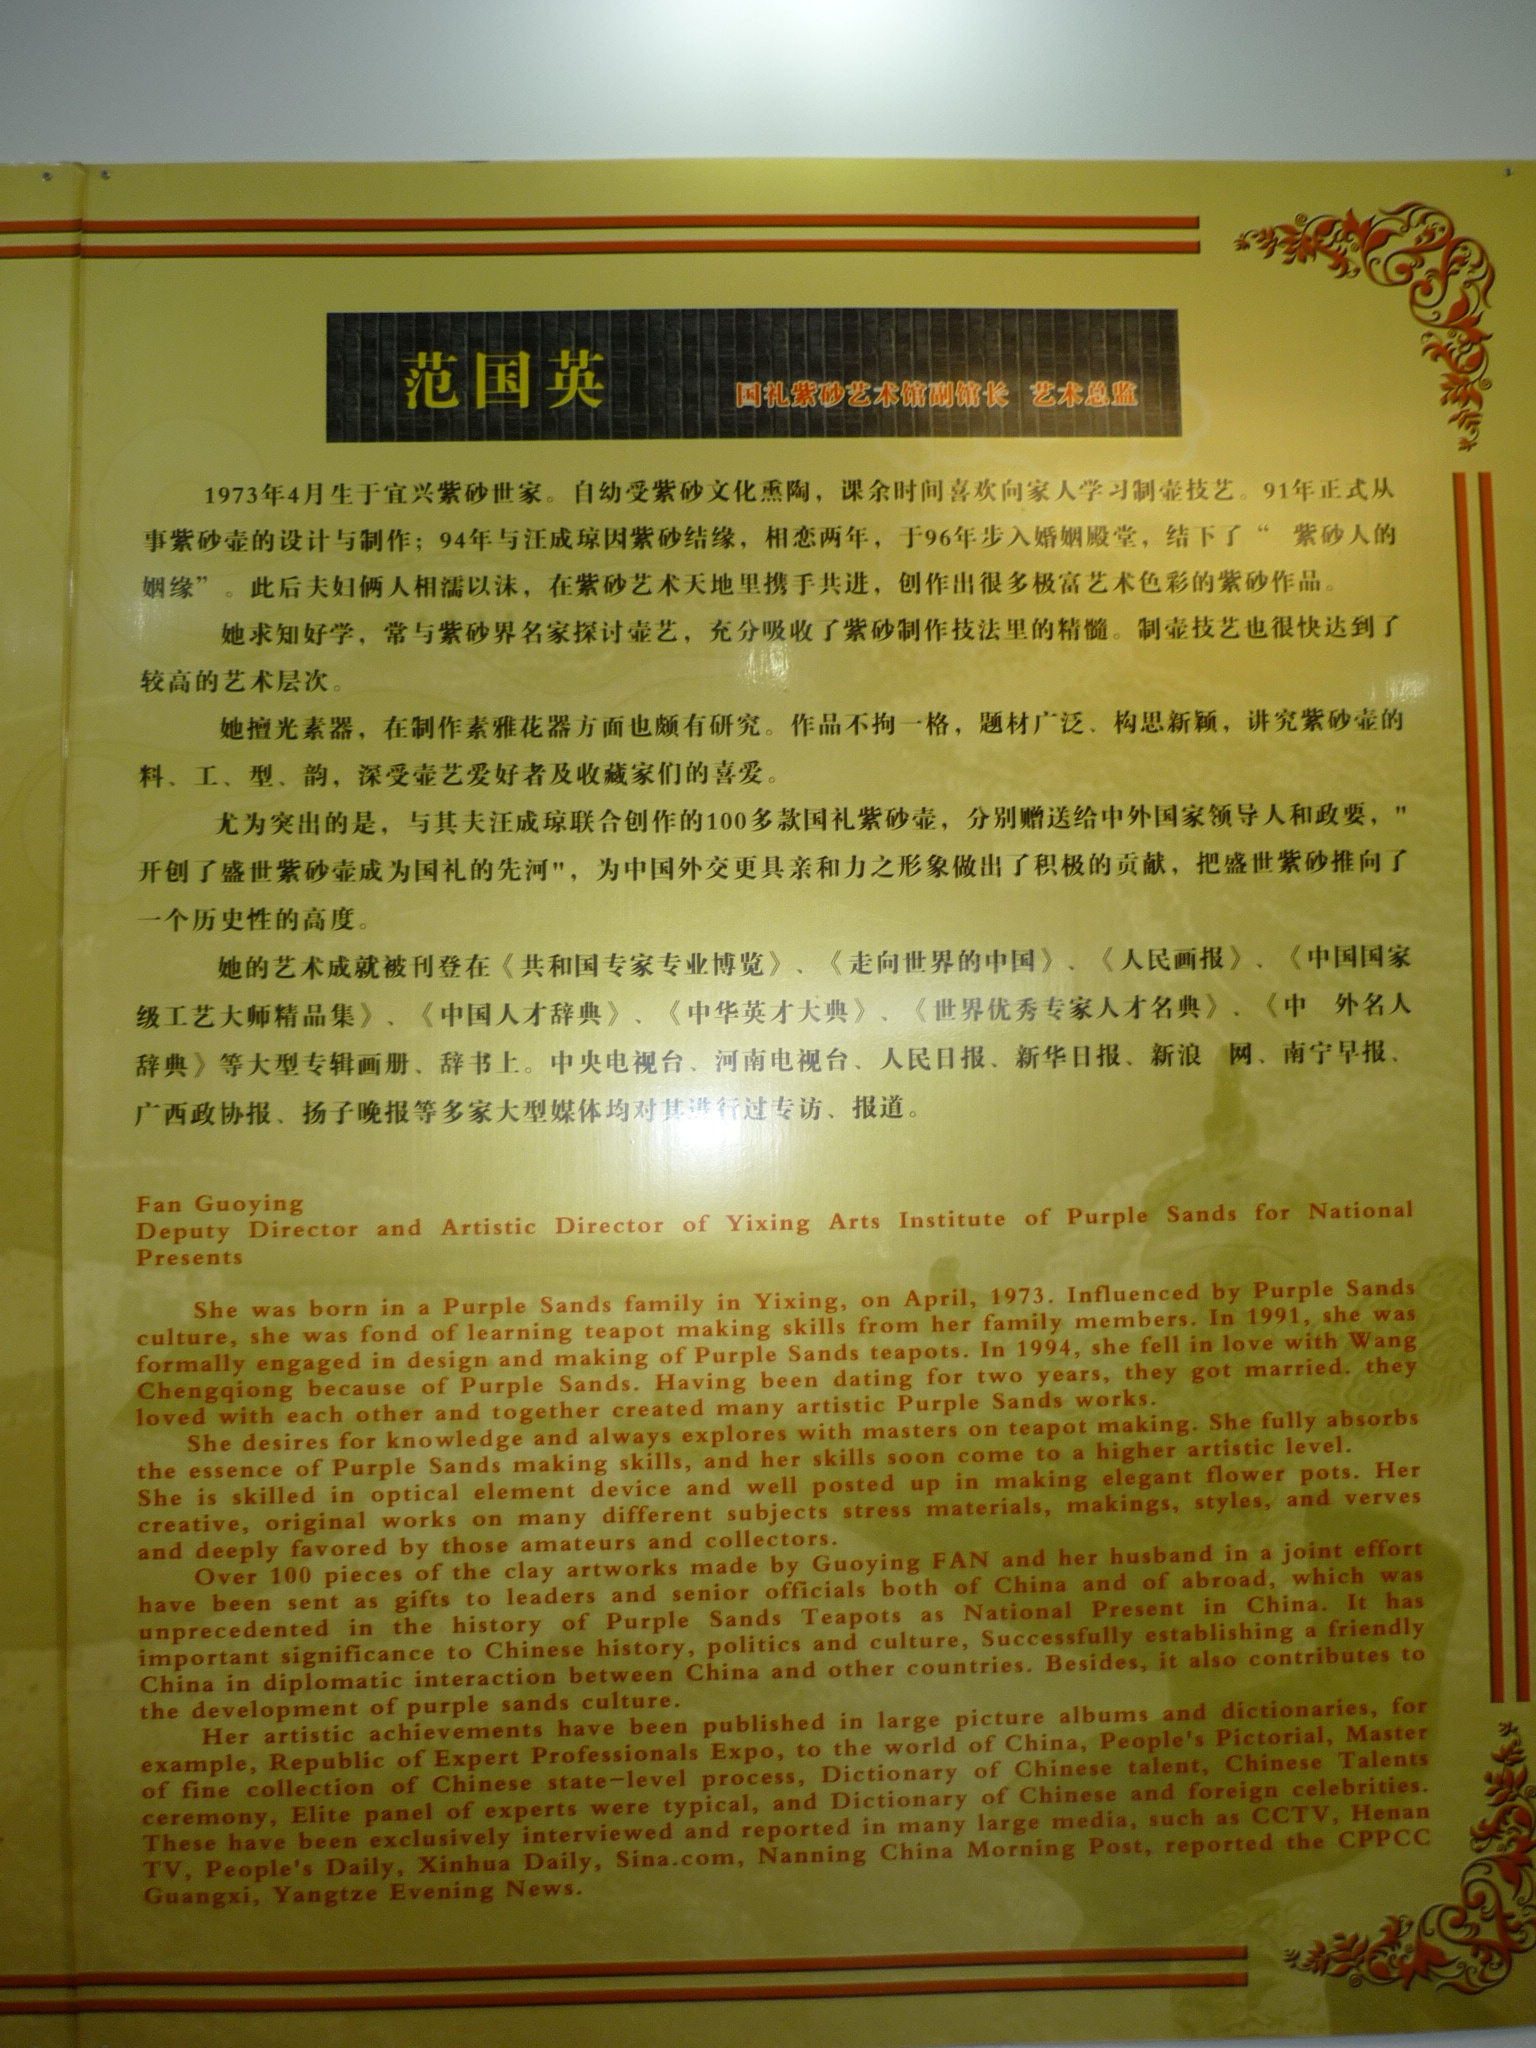 范国英 国礼紫砂艺术馆副馆长 艺术总监
1973年4月生于宜兴紫砂世家。自幼受紫砂文化熏陶，课余时间喜欢向家人学习制壶技艺。91年正式从
事紫砂壶的设计与制作；94年与汪成琼因紫砂结缘，相恋两年，于96年步入婚姻殿堂，结下了“ 紫砂人的
姻缘”。此后夫妇俩人相濡以沫，在紫砂艺术天地里携手共进，创作出很多极富艺术色彩的紫砂作品。
她求知好学，常与紫砂界名家探讨壶艺，充分吸收了紫砂制作技法里的精髓。制壶技艺也很快达到了
较高的艺术层次。
她擅光素器，在制作素雅花器方面也颇有研究。作品不拘一格，题材广泛、构思新颖，讲究紫砂壶的
料、工、型、韵，深受壶艺爱好者及收藏家们的喜爱。
尤为突出的是，与其夫汪成琼联合创作的100多款国礼紫砂壶，分别赠送给中外国家领导人和政要，"
开创了盛世紫砂壶成为国礼的先河"，为中国外交更具亲和力之形象做出了积极的贡献，把盛世紫砂推向了
一个历史性的高度。
她的艺术成就被刊登在《共和国专家专业博览》、《走向世界的中国》、《人民画报》、《中国国家
级工艺大师精品集》、《中国人才辞典》、《中华英才大典》、《世界优秀专家人才名典》、《中 外名人
辞典》等大型专辑画册、辞书上。中央电视台、河南电视台、人民日报、新华日报、新浪 网、南宁早报、
广西政协报、扬子晚报等多家大型媒体均对其进行过专访、报道。
Fan Guoying
Deputy Director and Artistic Director of Yixing Arts Institute of Purple Sands for National
Presents
She was born in a Purple Sands family in Yixing, on April, 1973. Influenced by Purple Sands
culture, she was fond of learning teapot making skills from her family members. In 1991, she was
formally engaged in design and making of Purple Sands teapots. In 1994, she fell in love with Wang
Chengqiong because of Purple Sands. Having been dating for two years, they got married. they
loved with each other and together created many artistic Purple Sands works.
She desires for knowledge and always explores with masters on teapot making. She fully absorbs
the essence of Purple Sands making skills, and her skills soon come to a higher artistic level.
She is skilled in optical element device and well posted up in making elegant flower pots. Her
creative, original works on many different subjects stress materials, makings, styles, and verves
and deeply favored by those amateurs and collectors.
Over 100 pieces of the clay artworks made by Guoying FAN and her husband in a joint effort
have been sent as gifts to leaders and senior officials both of China and of abroad, which was
unprecedented in the history of Purple Sands Teapots as National Present in China. It has
important significance to Chinese history, politics and culture, Successfully establishing a friendly
China in diplomatic interaction between China and other countries. Besides, it also contributes to
the development of purple sands culture.
Her artistic achievements have been published in large picture albums and dictionaries, for
example, Republic of Expert Professionals Expo, to the world of China, People's Pictorial, Master
of fine collection of Chinese state-level process, Dictionary of Chinese talent, Chinese Talents
ceremony, Elite panel of experts were typical, and Dictionary of Chinese and foreign celebrities.
These have been exclusively interviewed and reported in many large media, such as CCTV, Henan
TV, People's Daily, Xinhua Daily, Sina.com, Nanning China Morning Post, reported the CPPCC
Guangxi, Yangtze Evening News.